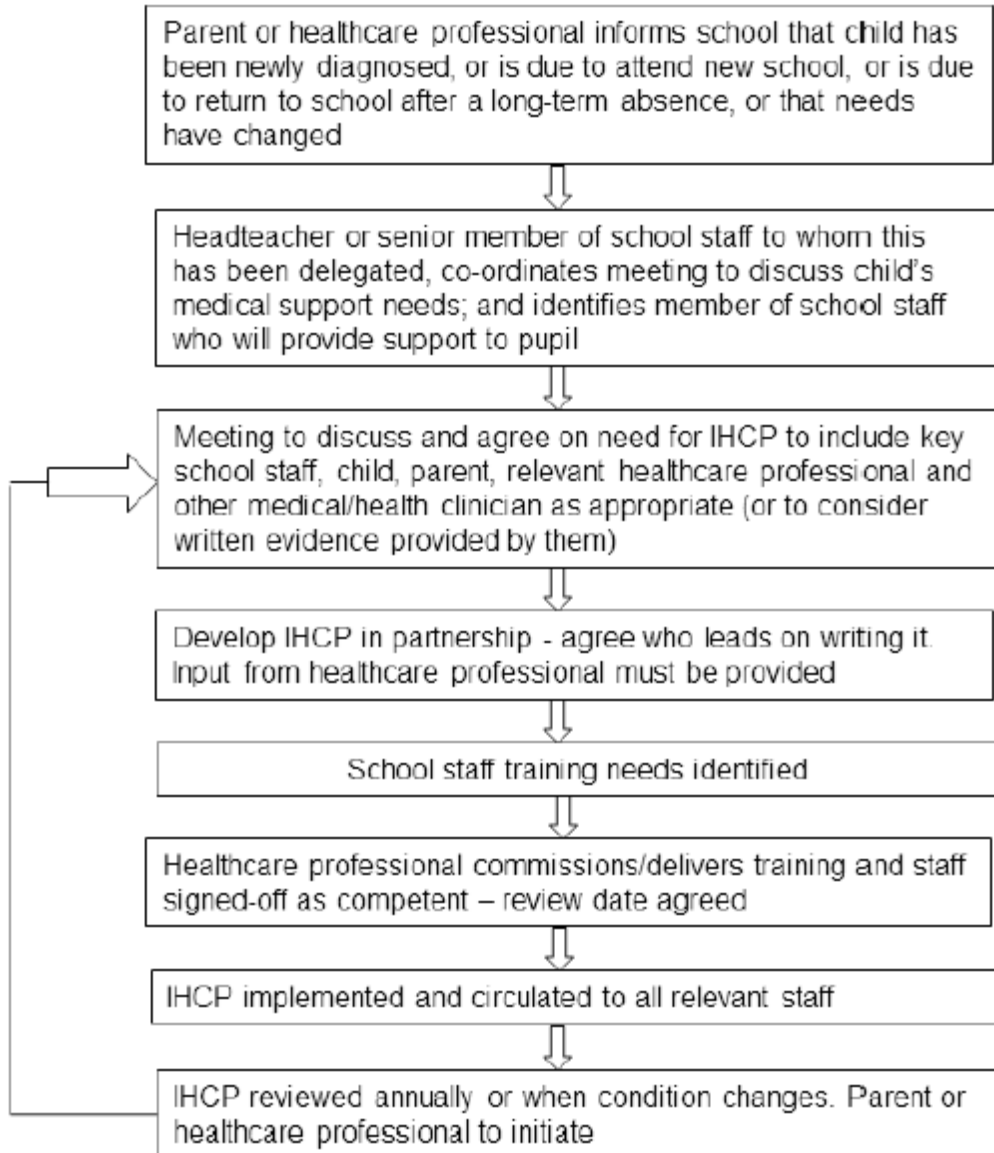 Parent or healthcare professional informs school that child has
been newly diagnosed, or is due to attend new school, or is due
to return to school after a long-term absence, or that needs
have changed
Headteacher or senior member of school staff to whom this
has been delegated, co-ordinates meeting to discuss child's
medical support needs; and identifies member of school staff
who will provide support to pupil
Meeting to discuss and agree on need for IHCP to include key
school staff, child, parent, relevant healthcare professional and
other medical/health clinician as appropriate (or to consider
written evidence provided by them)
Develop IHCP in partnership - agree who leads on writing it.
Input from healthcare professional must be provided
School staff training needs identified
Healthcare professional commissions/delivers training and staff
signed-off as competent – review date agreed
IHCP implemented and circulated to all relevant staff
IHCP reviewed annually or when condition changes. Parent or
healthcare professional to initiate